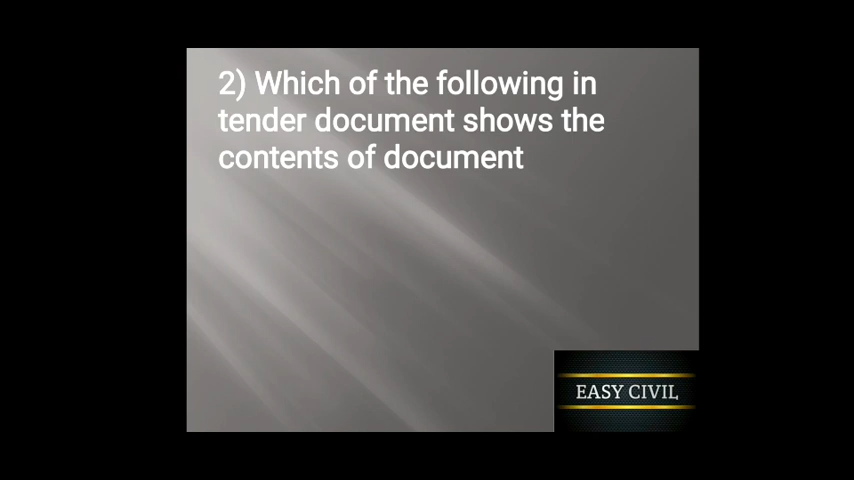 2) Which of the following in
tender document shows the
contents of document
EASY CIVIL